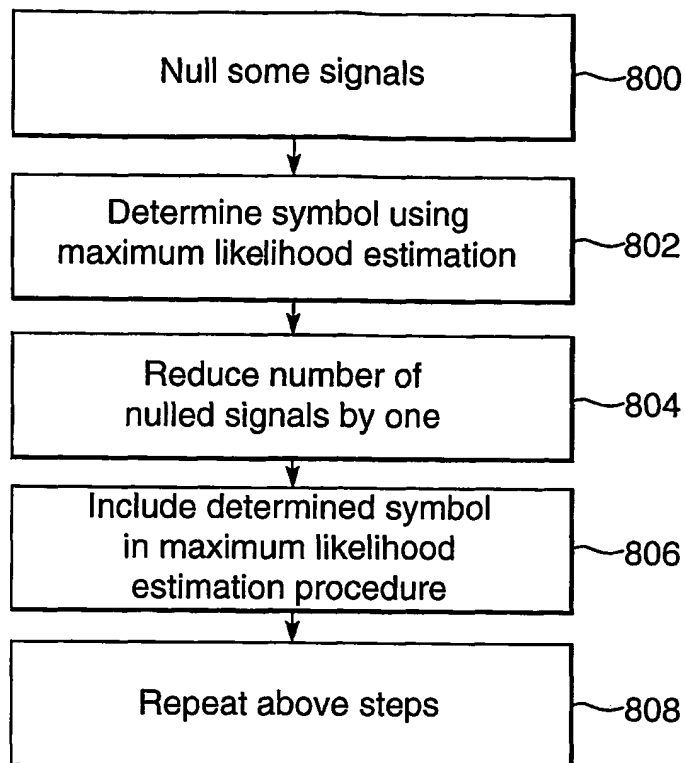 Null some signals
800
Determine symbol using
maximum likelihood estimation
802
Reduce number of
nulled signals by one
804
Include determined symbol
in maximum likelihood
estimation procedure
806
Repeat above steps
808